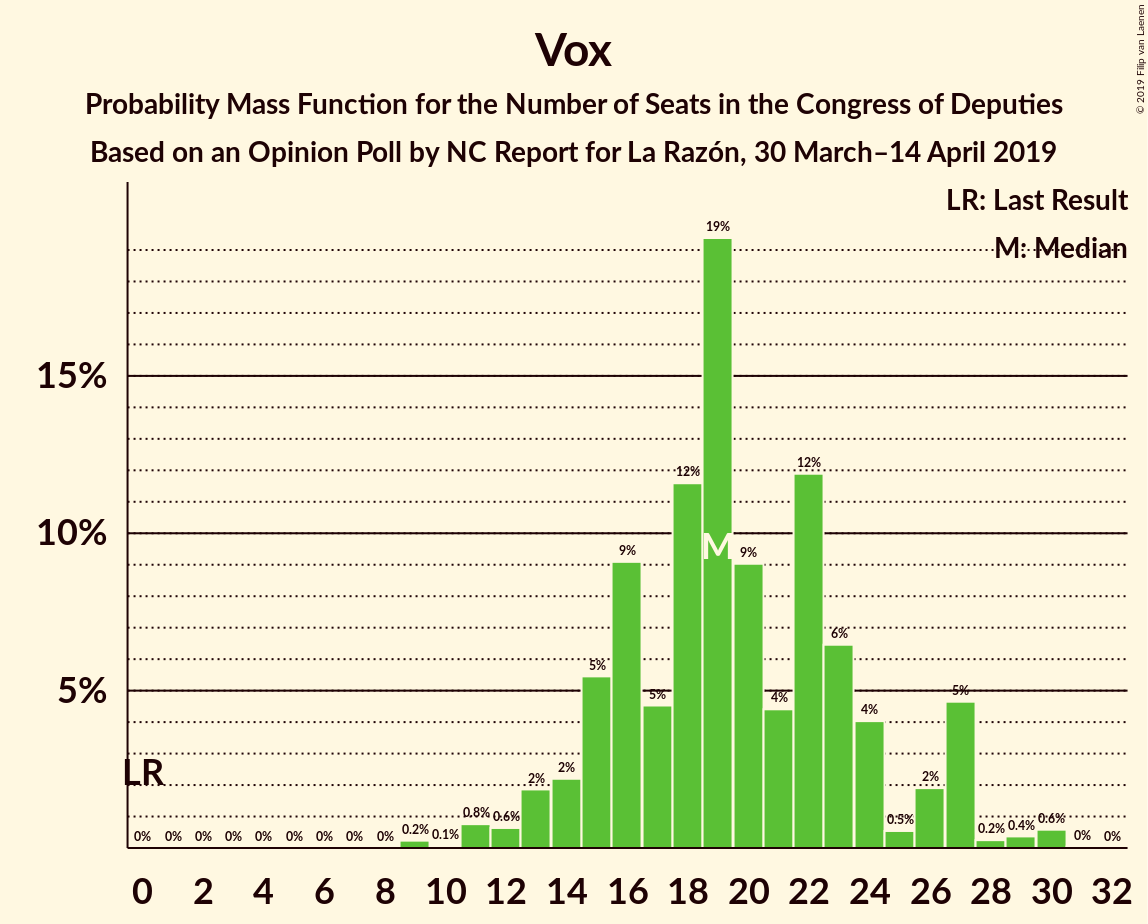 Vox
Probability Mass Function for the Number of Seats in the Congress of Deputies
Based on an Opinion Poll by NC Report for La Razón, 30 March–14 April 2019
© 2019 Filip van Laenen
LR: Last Result
M: Median
15%
10%
5%
LR
M
0% 0% 0% 0% 0% 0% 0% 0% 0% 0.2% 0.1% 0.8% 0.6% 2% 2% 5% 9% 5% 12% 19% 9% 4% 12% 6% 4% 0.5% 2% 5% 0.2% 0.4% 0.6% 0% 0%
0 2 4 6 8 10 12 14 16 18 20 22 24 26 28 30 32